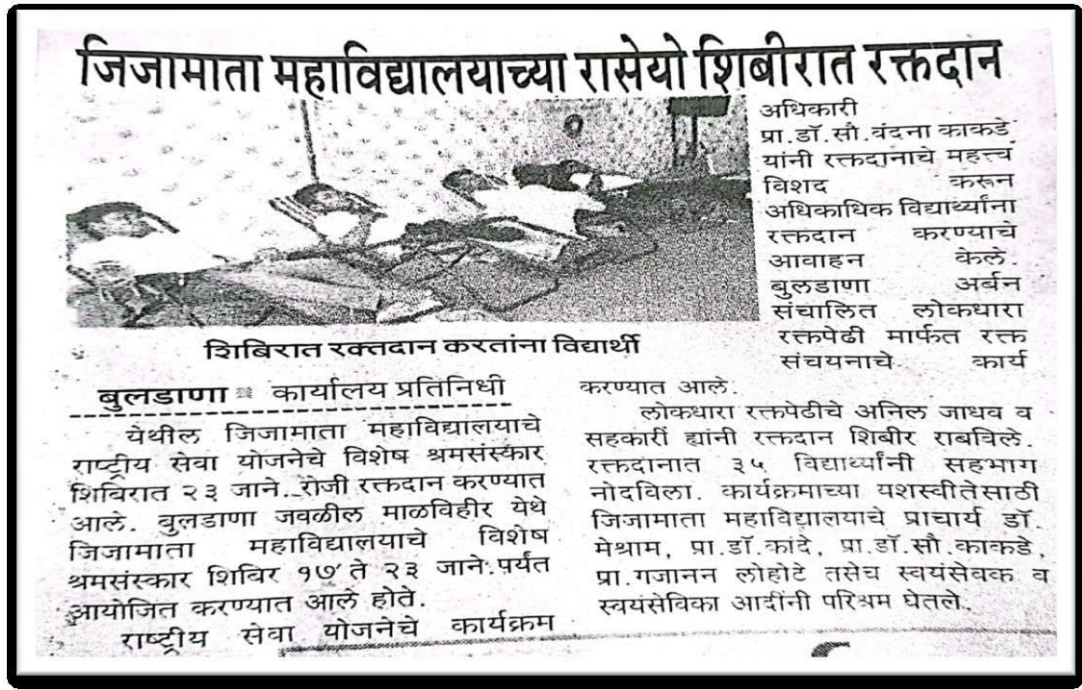 जिजामाता महाविद्यालयाच्या रासेयो शिबीरात रक्तदान
शिबिरात रक्तदान करतांना विद्यार्थी
बुलडाणा कार्यालय प्रतिनिधी
येथील जिजामाता महाविद्यालयाचे
राष्ट्रीय सेवा योजनेचे विशेष श्रमसंस्कार
शिबिरात २३ जाने. रोजी रक्तदान करण्यात
आले. बुलडाणा जवळील माळविहीर येथे
जिजामाता महाविद्यालयाचे विशेष
श्रमसंस्कार शिविर १७ ते २३ जाने.पर्यंत
आयोजित करण्यात आले होते.
राष्ट्रीय सेवा योजनेचे कार्यक्रम
अधिकारी
प्रा.डॉ.सौ.वंदना काकडे
यांनी रक्तदानाचे महत्त्व
विशद करून
अधिकाधिक विद्यार्थ्यांना
रक्तदान करण्याचे
आवाहन केले.
बुलडाणा अर्बन
संचालित लोकधारा
रक्तपेढी मार्फत रक्त
संचयनाचे कार्य
करण्यात आले.
लोकधारा रक्तपेढीचे अनिल जाधव व
सहकारीं ह्यांनी रक्तदान शिबीर राबविले.
रक्तदानात ३५ विद्यार्थ्यांनी सहभाग
नोदविला. कार्यक्रमाच्या यशस्वीतेसाठी
जिजामाता महाविद्यालयाचे प्राचार्य डॉ.
मेश्राम, प्रा.डॉ.कांदे, प्रा.डॉ.सौ.काकडे,
प्रा.गजानन लोहोटे तसेच स्वयंसेवक व
स्वयंसेविका आदींनी परिश्रम घेतले.